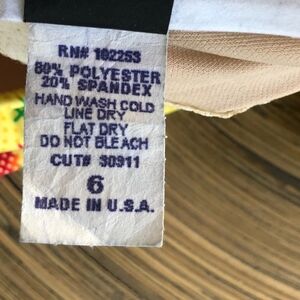 RN# 102253
80% POLYESTER
20% SPANDEX
HAND WASH COLD
LINE DRY
FLAT DRY
DO NOT BLEACH
CUT# S0911
6
MADE IN U.S.A.